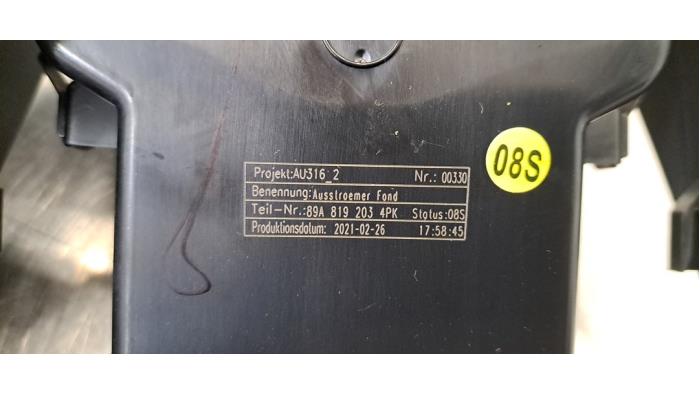 Projekt:AU316_2 Nr.: 00330
Benennung:Ausstroemer Fond
Teil-Nr.:89A 819 203 4PK Status:08S
Produktionsdatum: 2021-02-26 17:58:45
08S